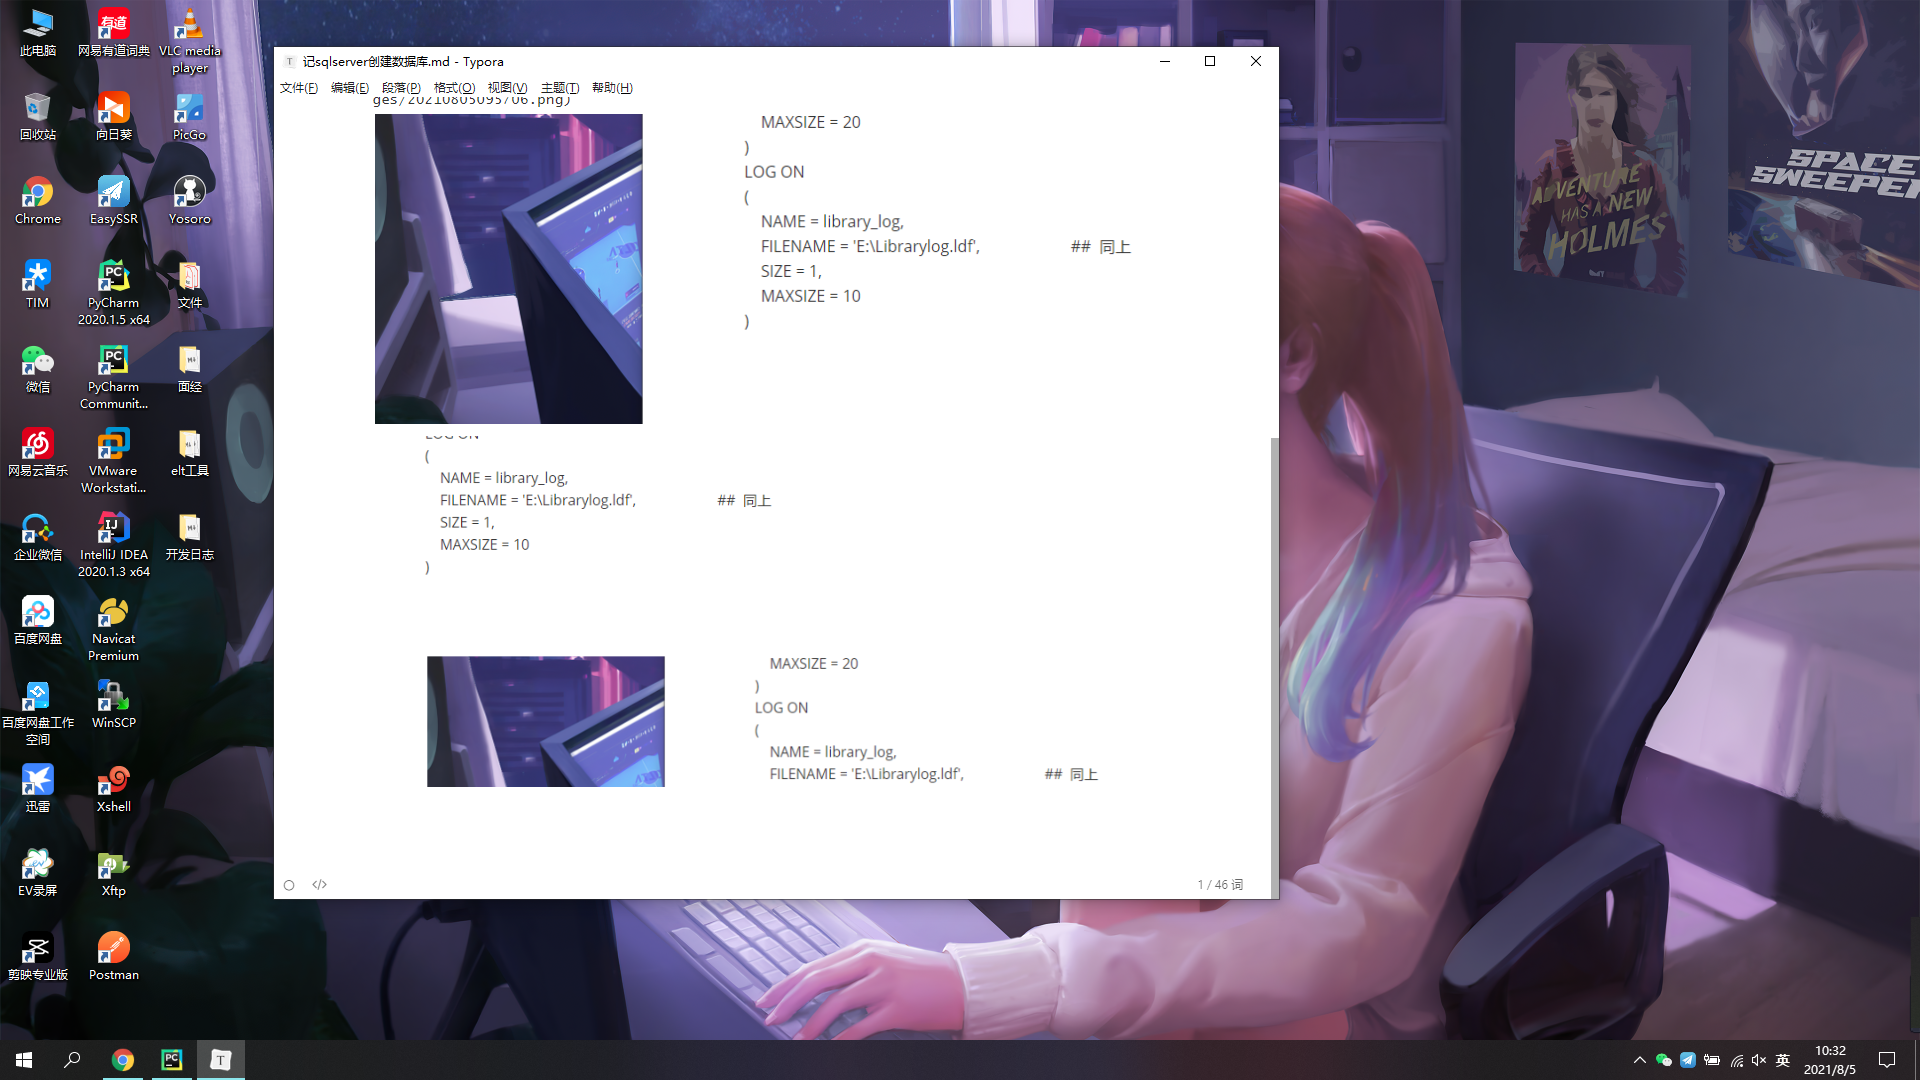 此电脑
网易有道词典
VLC media
player
回收站
向日葵
PicGo
Chrome
EasySSR
Yosoro
TIM
PyCharm
2020.1.5 x64
文件
微信
PyCharm
Communit...
面经
网易云音乐
VMware
Workstati...
elt工具
企业微信
IntelliJ IDEA
2020.1.3 x64
开发日志
百度网盘
Navicat
Premium
百度网盘工作
空间
WinSCP
迅雷
Xshell
EV录屏
Xftp
剪映专业版
Postman
记sqlserver创建数据库.md - Typora
文件(F) 编辑(E) 段落(P) 格式(O) 视图(V) 主题(T) 帮助(H)
ges/20210805095706.png)
MAXSIZE = 20
)
LOG ON
(
NAME = library_log,
FILENAME = 'E:\Librarylog.ldf', ## 同上
SIZE = 1,
MAXSIZE = 10
)
LOG ON
(
NAME = library_log,
FILENAME = 'E:\Librarylog.ldf', ## 同上
SIZE = 1,
MAXSIZE = 10
)
MAXSIZE = 20
)
LOG ON
(
NAME = library_log,
FILENAME = 'E:\Librarylog.ldf', ## 同上
</>
1 / 46 词
ADVENTURE
HAS A NEW
HOLMES
SPACE
SWEEPER
英
10:32
2021/8/5